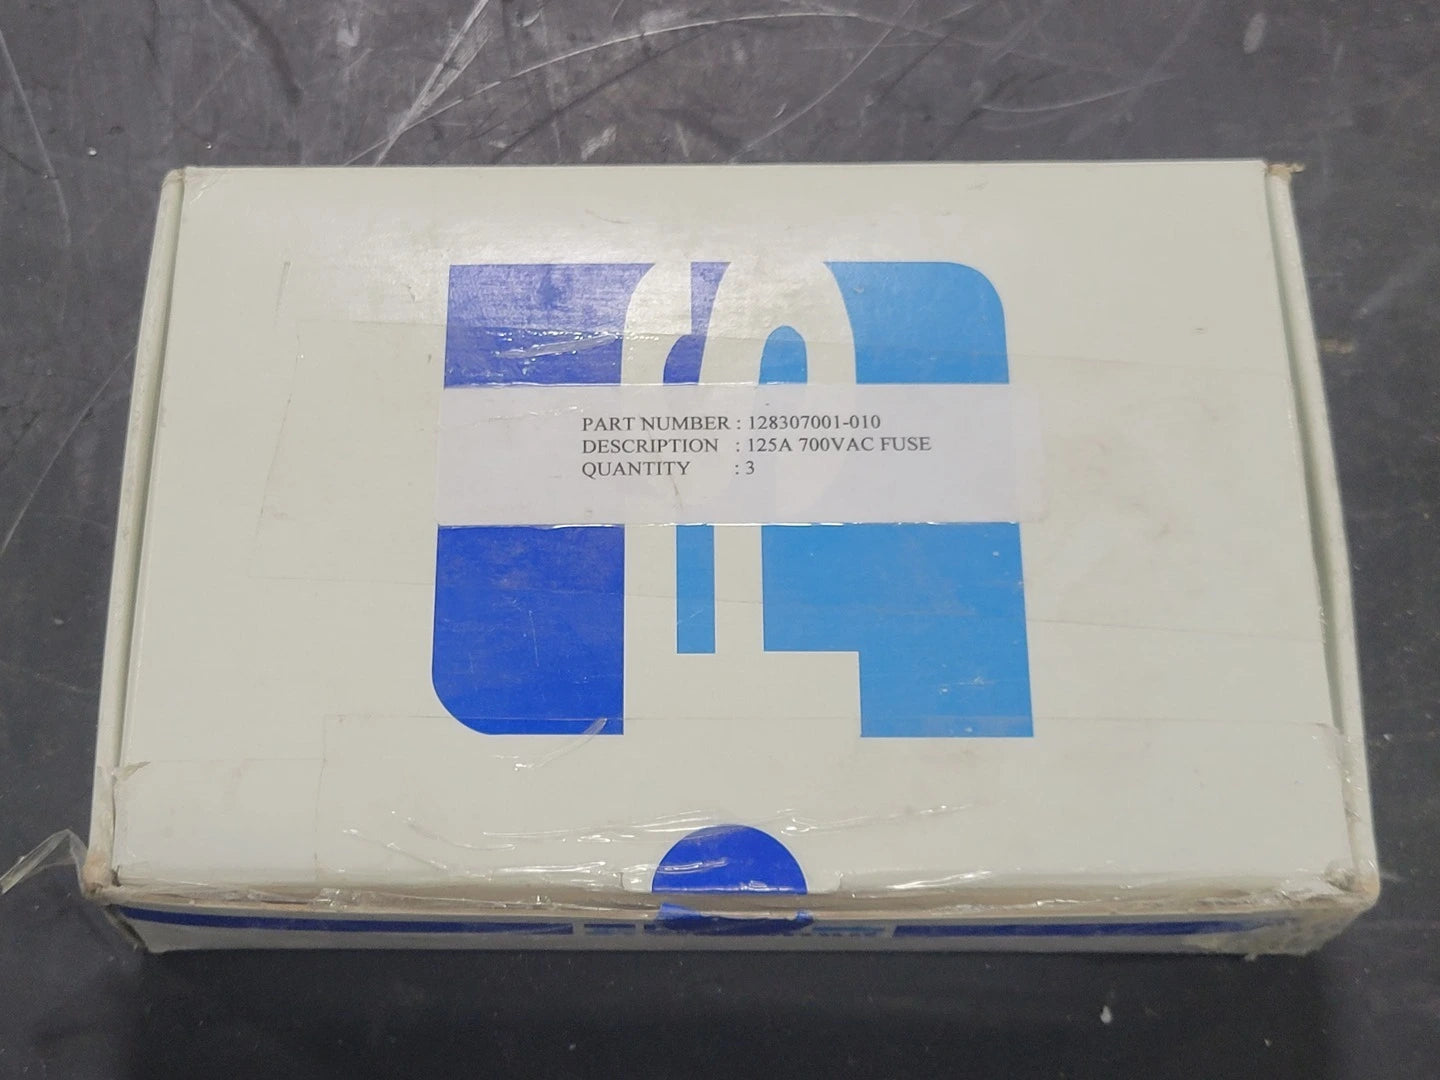 PART NUMBER : 128307001-010
DESCRIPTION : 125A 700VAC FUSE
QUANTITY : 3